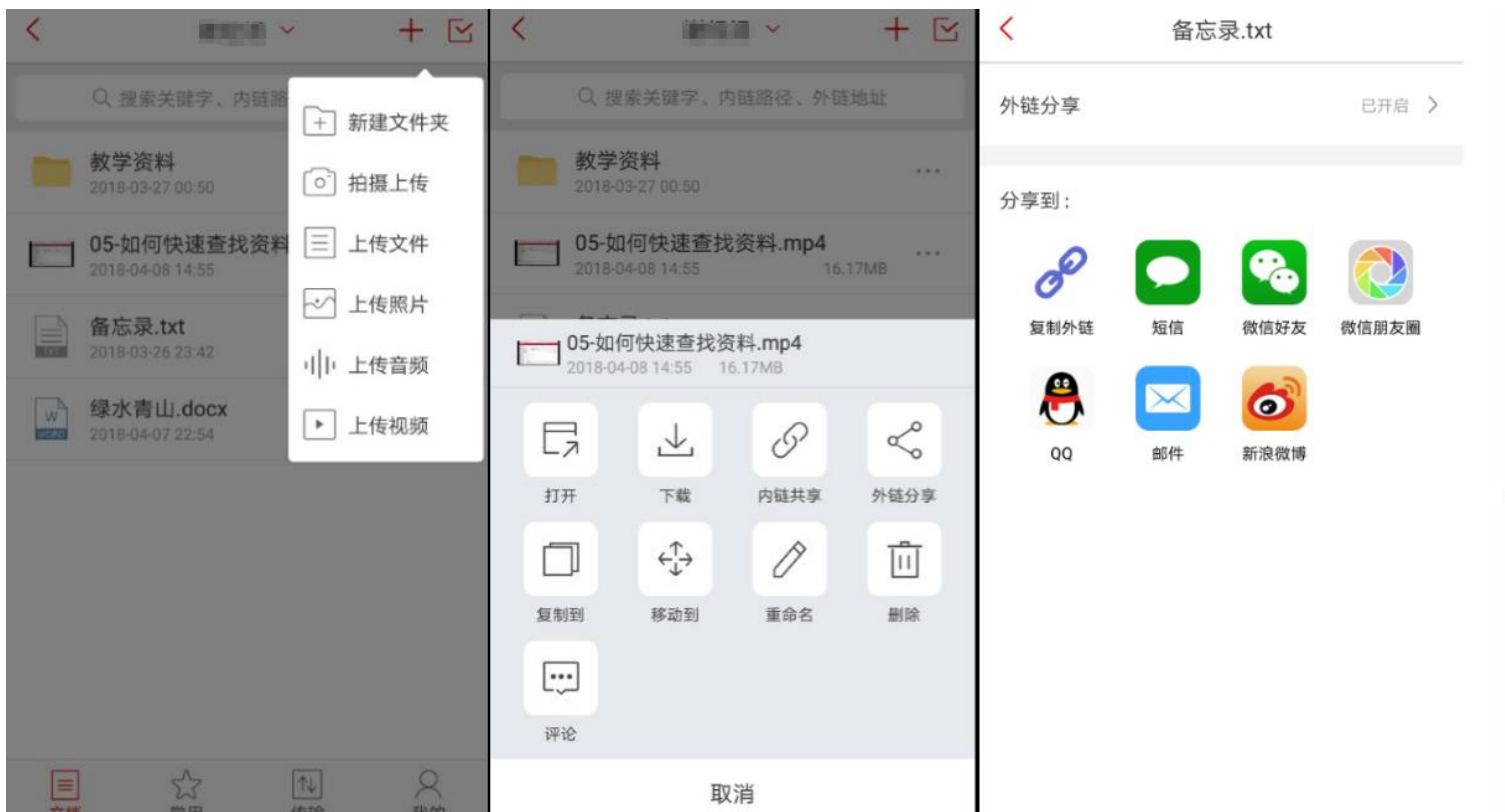 搜索关键字、内链路
新建文件夹
拍摄上传
上传文件
上传照片
上传音频
上传视频
教学资料
2018-03-27 00:50
05-如何快速查找资料
2018-04-08 14:55
备忘录.txt
TXT
2018-03-26 23:42
绿水青山.docx
W
WORD
2018-04-07 22:54
搜索关键字、内链路径、外链地址
教学资料
2018-03-27 00:50
05-如何快速查找资料.mp4
2018-04-08 14:55 16.17MB
05-如何快速查找资料.mp4
2018-04-08 14:55 16.17MB
打开 下载 内链共享 外链分享
复制到 移动到 重命名 删除
评论
取消
备忘录.txt
外链分享 已开启
分享到：
复制外链 短信 微信好友 微信朋友圈
QQ 邮件 新浪微博